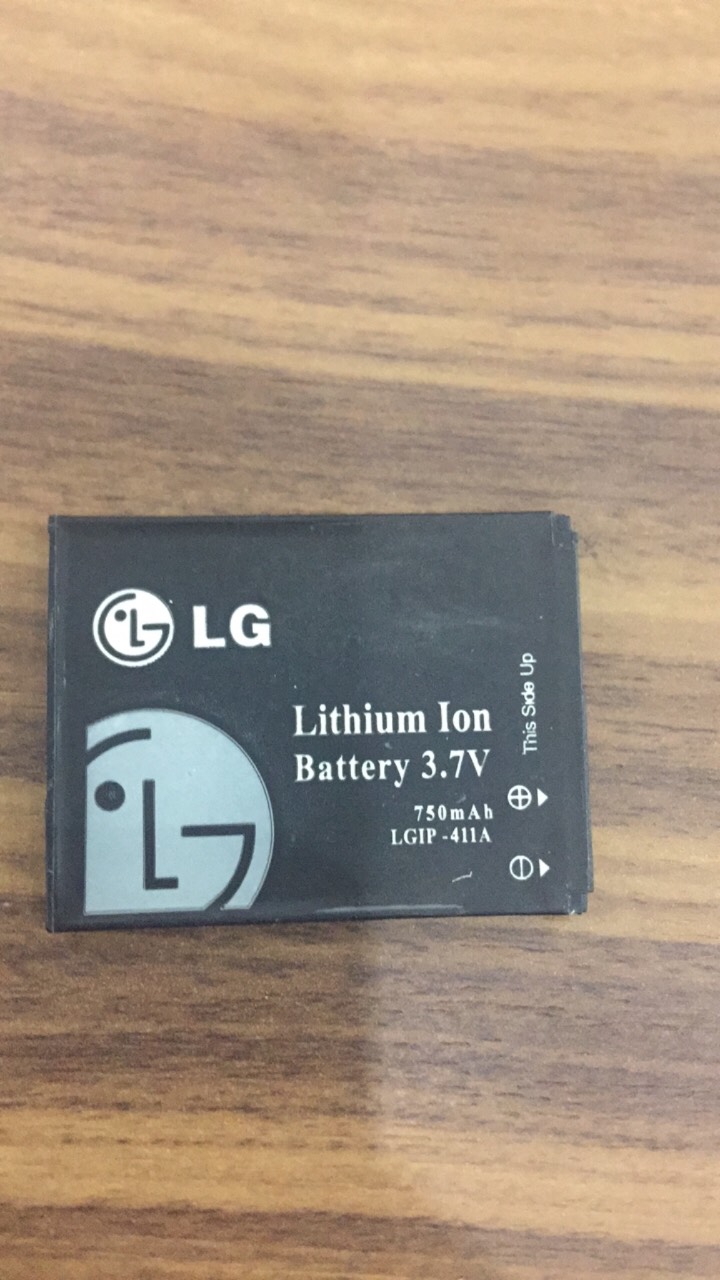 LG
Lithium Ion
Battery 3.7V
750mAh
LGIP -411A
This Side Up